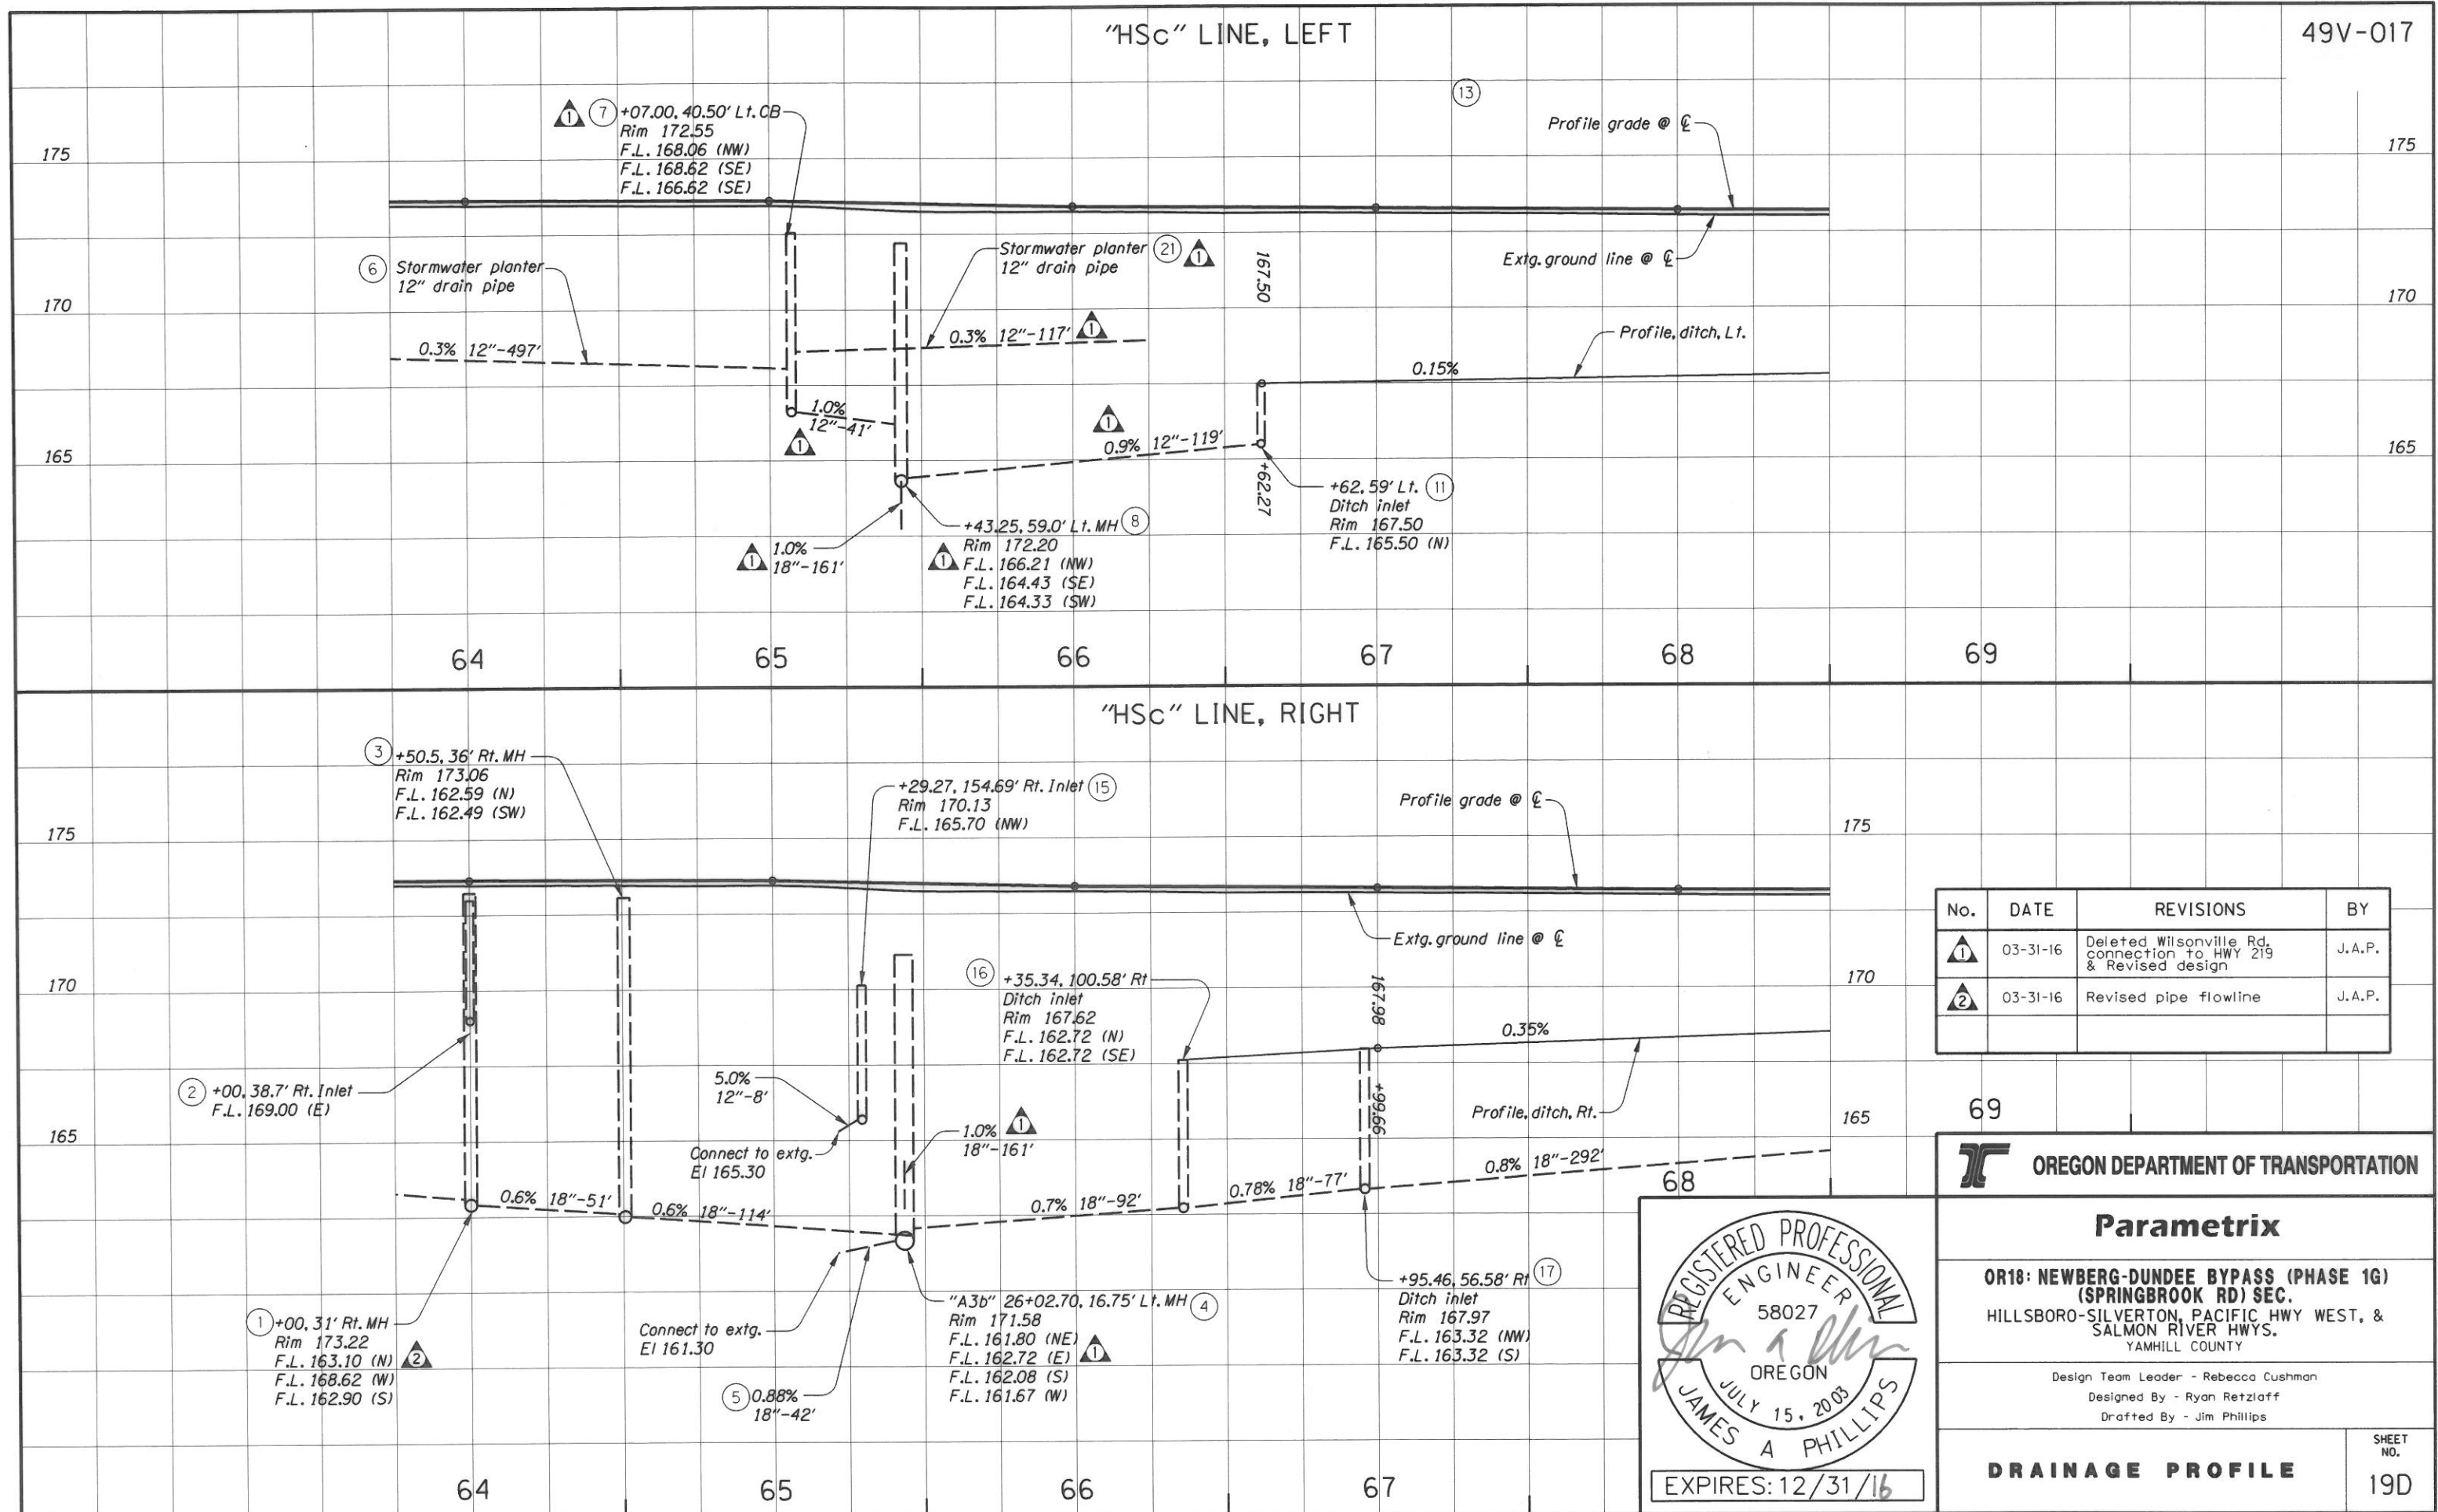 "HSc" LINE, LEFT
49V-017
1
7
+07.00, 40.50' Lt. CB
Rim 172.55
F.L. 168.06 (NW)
F.L. 168.62 (SE)
F.L. 166.62 (SE)
13
Profile grade @ ℄
175
175
6
Stormwater planter
12" drain pipe
Stormwater planter
12" drain pipe
21
1
167.50
Extg. ground line @ ℄
170
170
0.3% 12"-497'
0.3% 12"-117'
1
Profile, ditch, Lt.
0.15%
1.0%
12"-41'
1
1
0.9% 12"-119'
165
165
+62.27
+62, 59' Lt.
11
Ditch inlet
Rim 167.50
F.L. 165.50 (N)
1
1.0%
18"-161'
+43.25, 59.0' Lt. MH
8
1
Rim 172.20
F.L. 166.21 (NW)
F.L. 164.43 (SE)
F.L. 164.33 (SW)
64
65
66
67
68
69
"HSc" LINE, RIGHT
3
+50.5, 36' Rt. MH
Rim 173.06
F.L. 162.59 (N)
F.L. 162.49 (SW)
+29.27, 154.69' Rt. Inlet
15
Rim 170.13
F.L. 165.70 (NW)
Profile grade @ ℄
175
175
Extg. ground line @ ℄
170
170
16
+35.34, 100.58' Rt
Ditch inlet
Rim 167.62
F.L. 162.72 (N)
F.L. 162.72 (SE)
167.98
+99.66
0.35%
Profile, ditch, Rt.
2
+00, 38.7' Rt. Inlet
F.L. 169.00 (E)
5.0%
12"-8'
165
165
Connect to extg.
El 165.30
1.0%
18"-161'
1
0.6% 18"-51'
0.6% 18"-114'
0.7% 18"-92'
0.78% 18"-77'
0.8% 18"-292'
1
+00, 31' Rt. MH
Rim 173.22
F.L. 163.10 (N)
2
F.L. 168.62 (W)
F.L. 162.90 (S)
Connect to extg.
El 161.30
5
0.88%
18"-42'
"A3b" 26+02.70, 16.75' Lt. MH
4
Rim 171.58
F.L. 161.80 (NE)
F.L. 162.72 (E)
1
F.L. 162.08 (S)
F.L. 161.67 (W)
+95.46, 56.58' Rt
17
Ditch inlet
Rim 167.97
F.L. 163.32 (NW)
F.L. 163.32 (S)
64
65
66
67
68
69
No. DATE REVISIONS BY
1 03-31-16 Deleted Wilsonville Rd. J.A.P.
connection to HWY 219
& Revised design
2 03-31-16 Revised pipe flowline J.A.P.
REGISTERED PROFESSIONAL
ENGINEER
58027
OREGON
JULY 15, 2003
JAMES A PHILLIPS
EXPIRES: 12/31/16
OREGON DEPARTMENT OF TRANSPORTATION
Parametrix
OR18: NEWBERG-DUNDEE BYPASS (PHASE 1G)
(SPRINGBROOK RD) SEC.
HILLSBORO-SILVERTON, PACIFIC HWY WEST, &
SALMON RIVER HWYS.
YAMHILL COUNTY
Design Team Leader - Rebecca Cushman
Designed By - Ryan Retzlaff
Drafted By - Jim Phillips
DRAINAGE PROFILE
SHEET
NO.
19D